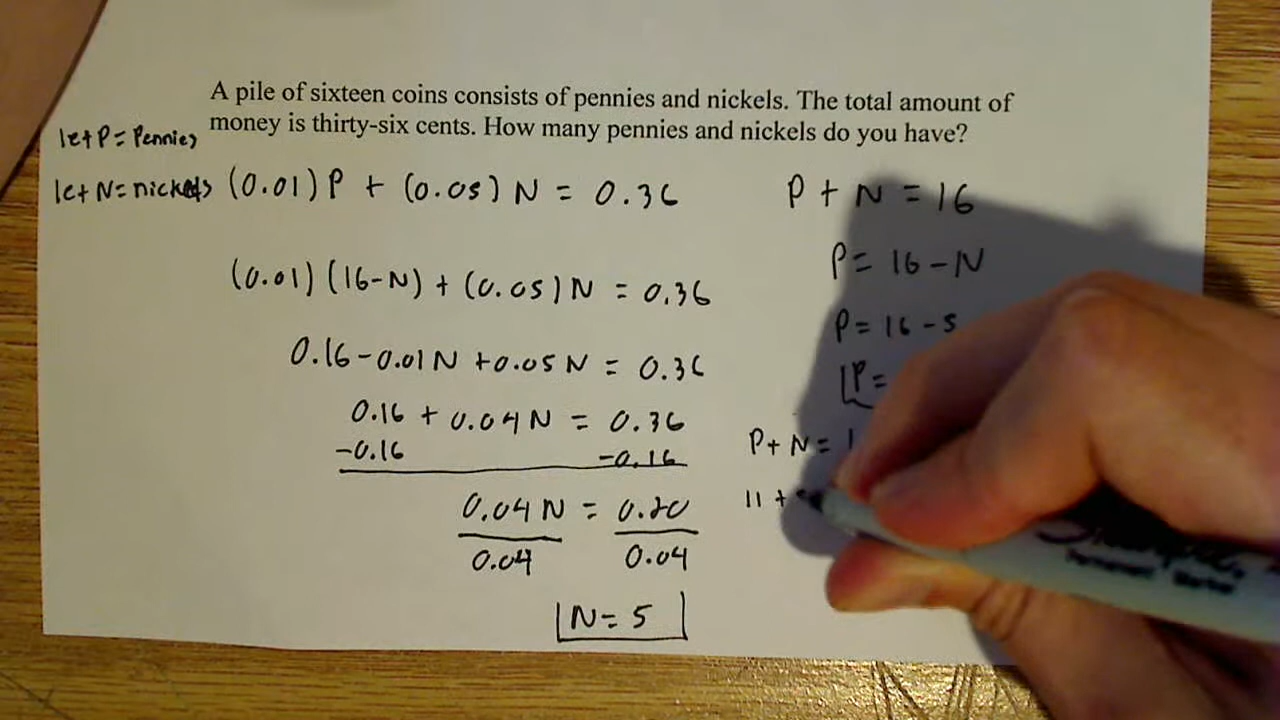 A pile of sixteen coins consists of pennies and nickels. The total amount of
money is thirty-six cents. How many pennies and nickels do you have?
let P = Pennies
let N = nickels
(0.01) P + (0.05) N = 0.36
(0.01) (16-N) + (0.05) N = 0.36
0.16 - 0.01 N + 0.05 N = 0.36
0.16 + 0.04 N = 0.36
-0.16 -0.16
0.04 N = 0.20
0.04 0.04
N = 5
P + N = 16
P = 16 - N
P = 16 - 5
P =
P + N = 1
11 +